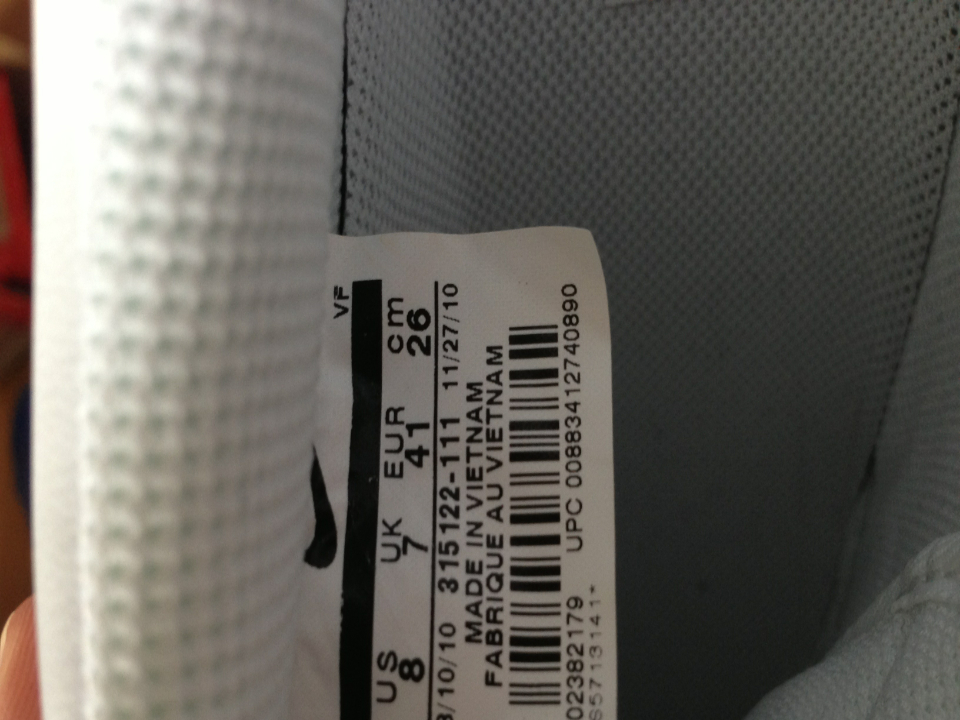 VF
US UK EUR cm
8 7 41 26
/10/10 315122-111 11/27/10
MADE IN VIETNAM
FABRIQUE AU VIETNAM
02382179 UPC 00883412740890